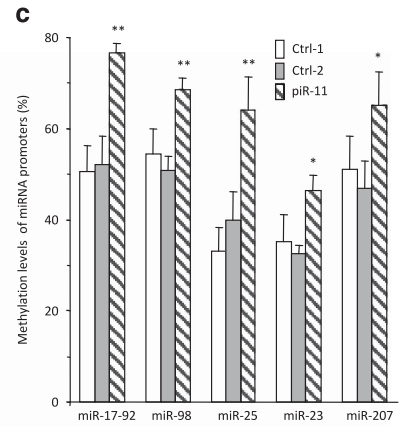 C
80
60
40
20
0
Methylation levels of miRNA promoters (%)
Ctrl-1
Ctrl-2
piR-11
**
**
**
*
*
miR-17-92 miR-98 miR-25 miR-23 miR-207